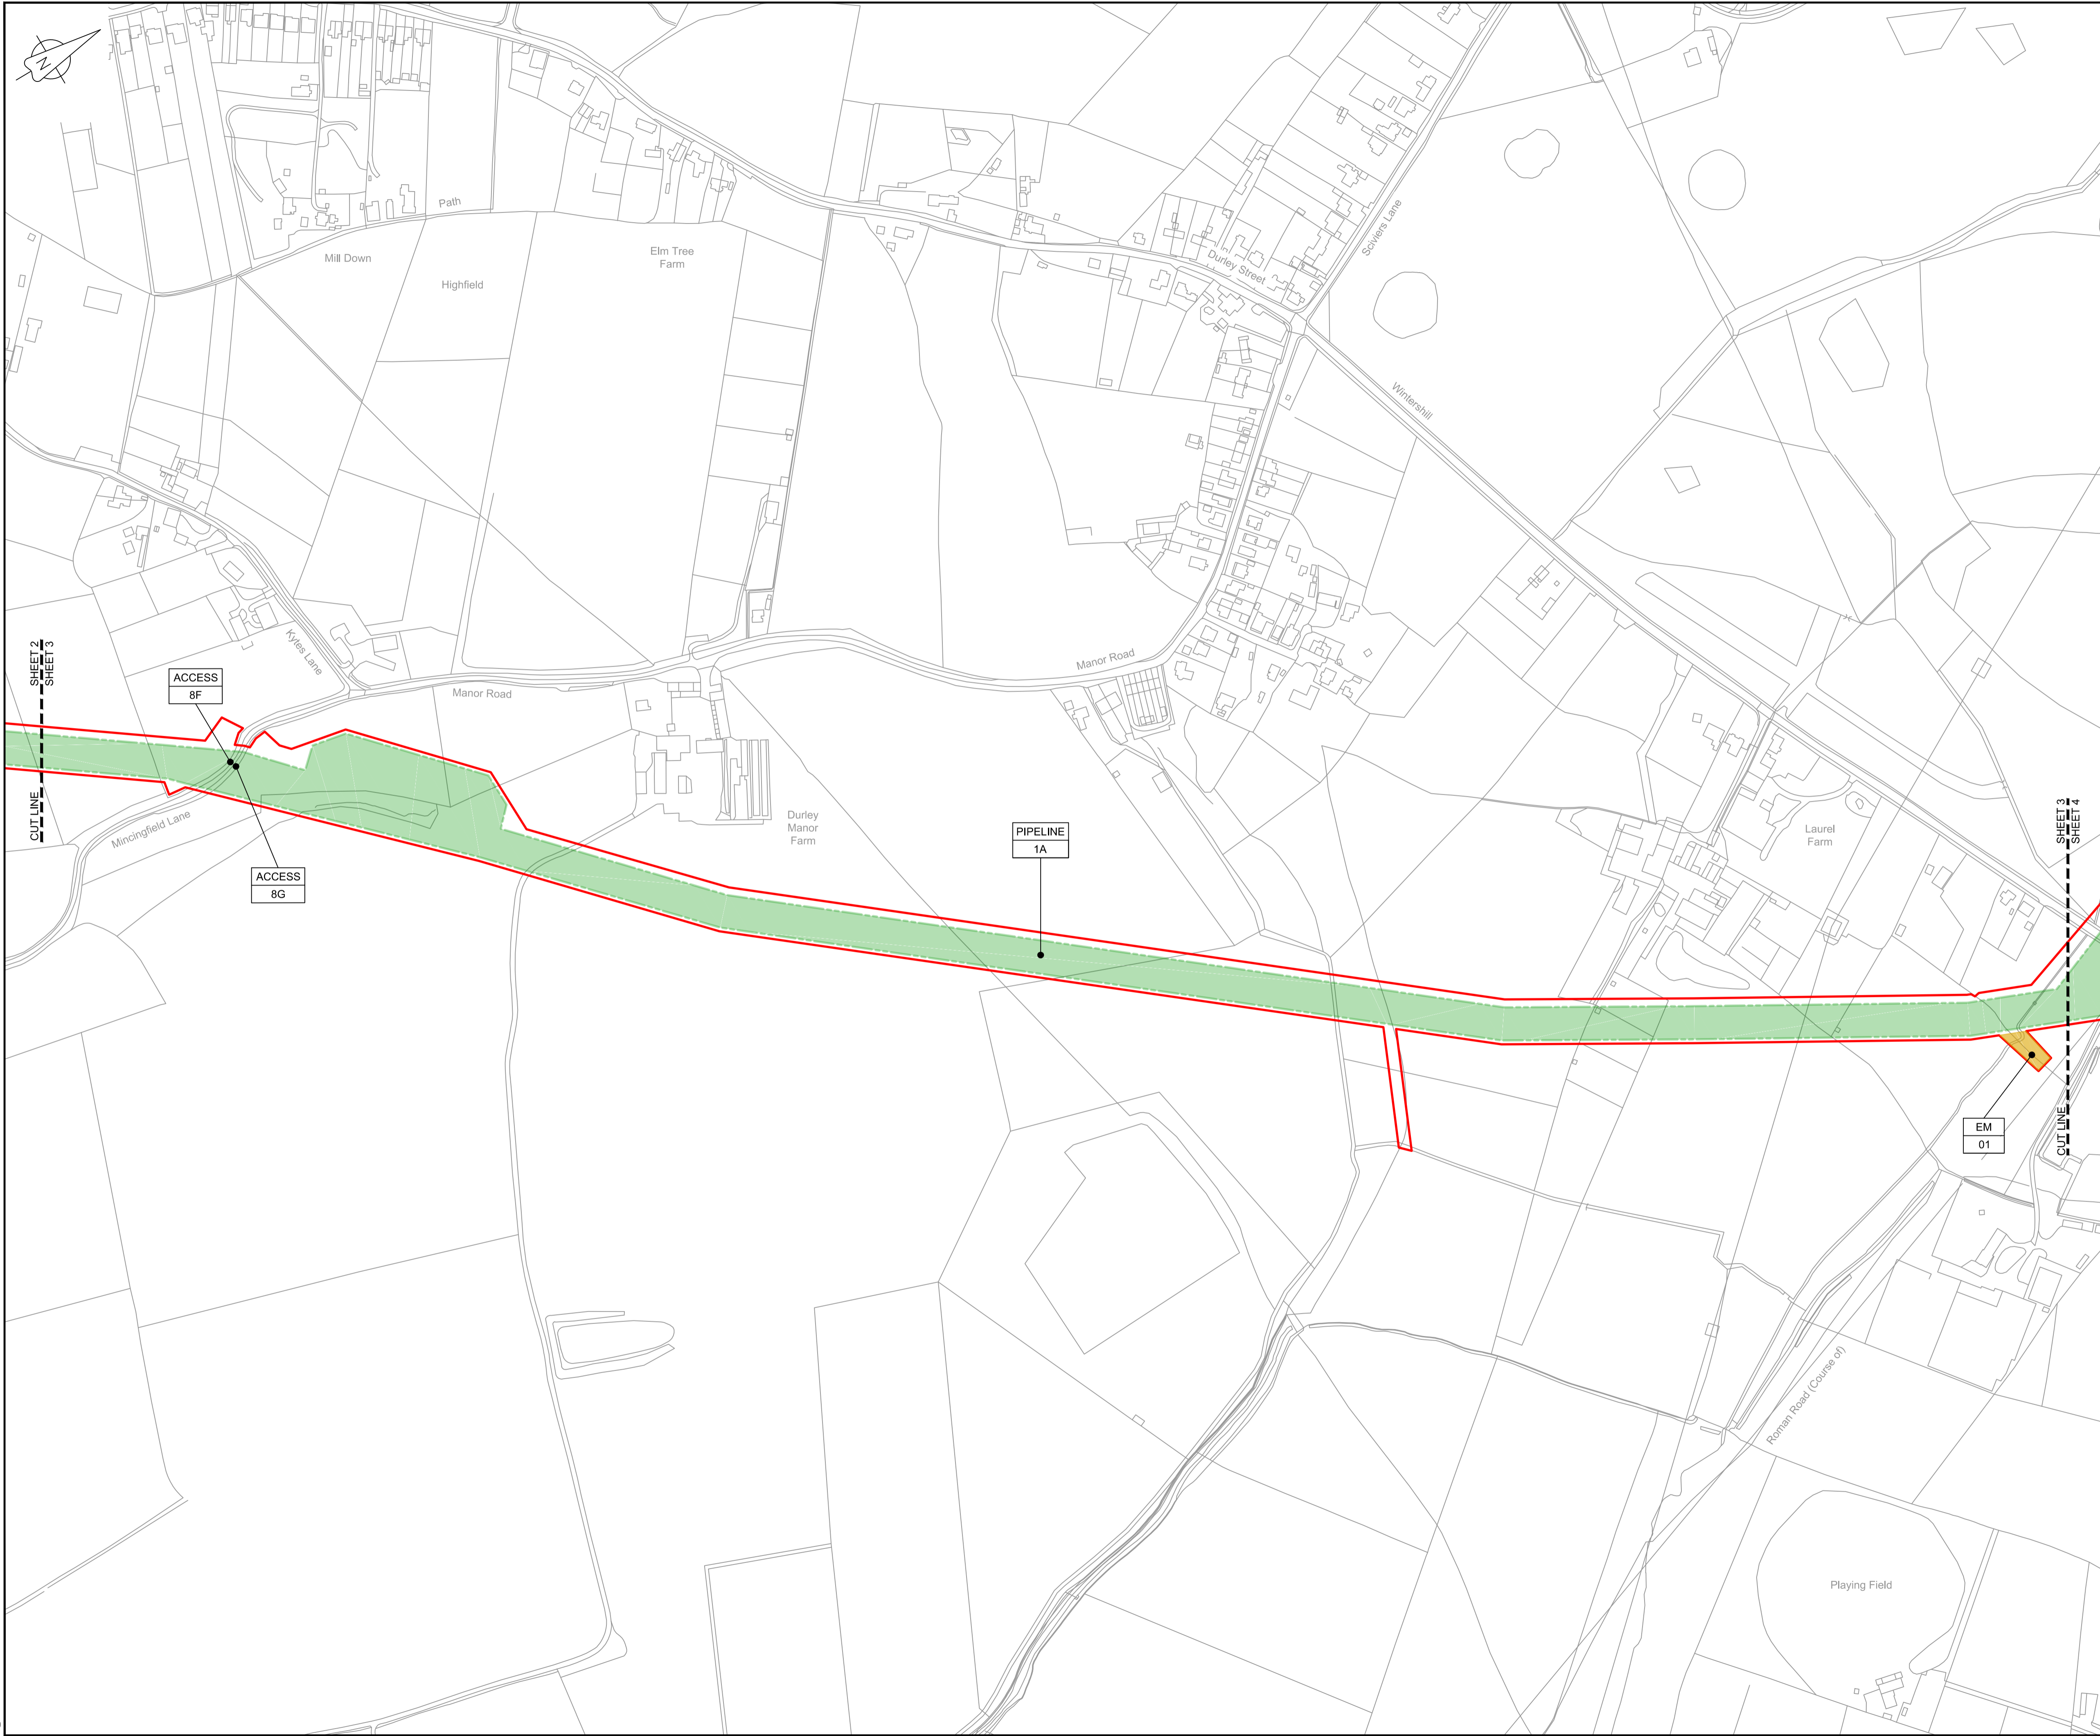 N
Path
Mill Down
Highfield
Elm Tree
Farm
Durley Street
Sciviers Lane
Wintershill
Kytes Lane
Manor Road
Manor Road
SHEET 2
SHEET 3
CUT LINE
ACCESS
8F
ACCESS
8G
Mincingfield Lane
Durley
Manor
Farm
PIPELINE
1A
Laurel
Farm
SHEET 3
SHEET 4
CUT LINE
EM
01
Roman Road (Course of)
Playing Field